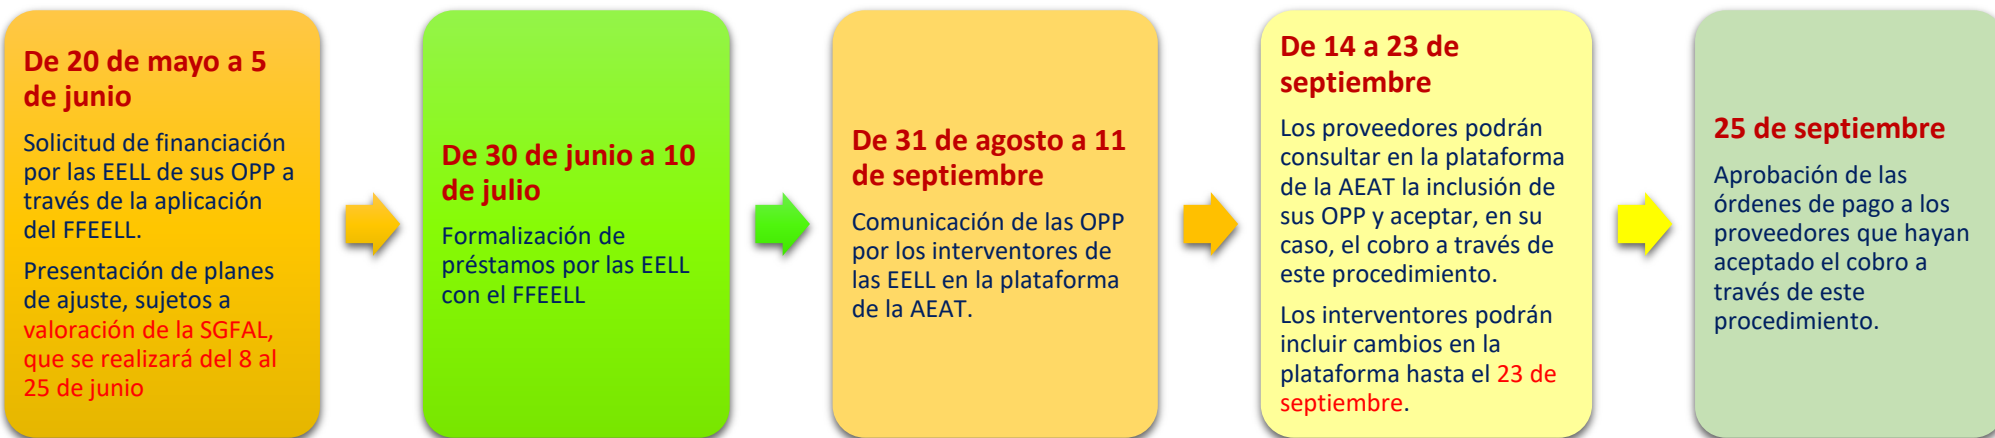 De 20 de mayo a 5
de junio
Solicitud de financiación
por las EELL de sus OPP a
través de la aplicación
del FFEELL.
Presentación de planes
de ajuste, sujetos a
valoración de la SGFAL,
que se realizará del 8 al
25 de junio
De 30 de junio a 10
de julio
Formalización de
préstamos por las EELL
con el FFEELL
De 31 de agosto a 11
de septiembre
Comunicación de las OPP
por los interventores de
las EELL en la plataforma
de la AEAT.
De 14 a 23 de
septiembre
Los proveedores podrán
consultar en la plataforma
de la AEAT la inclusión de
sus OPP y aceptar, en su
caso, el cobro a través de
este procedimiento.
Los interventores podrán
incluir cambios en la
plataforma hasta el 23 de
septiembre.
25 de septiembre
Aprobación de las
órdenes de pago a los
proveedores que hayan
aceptado el cobro a
través de este
procedimiento.